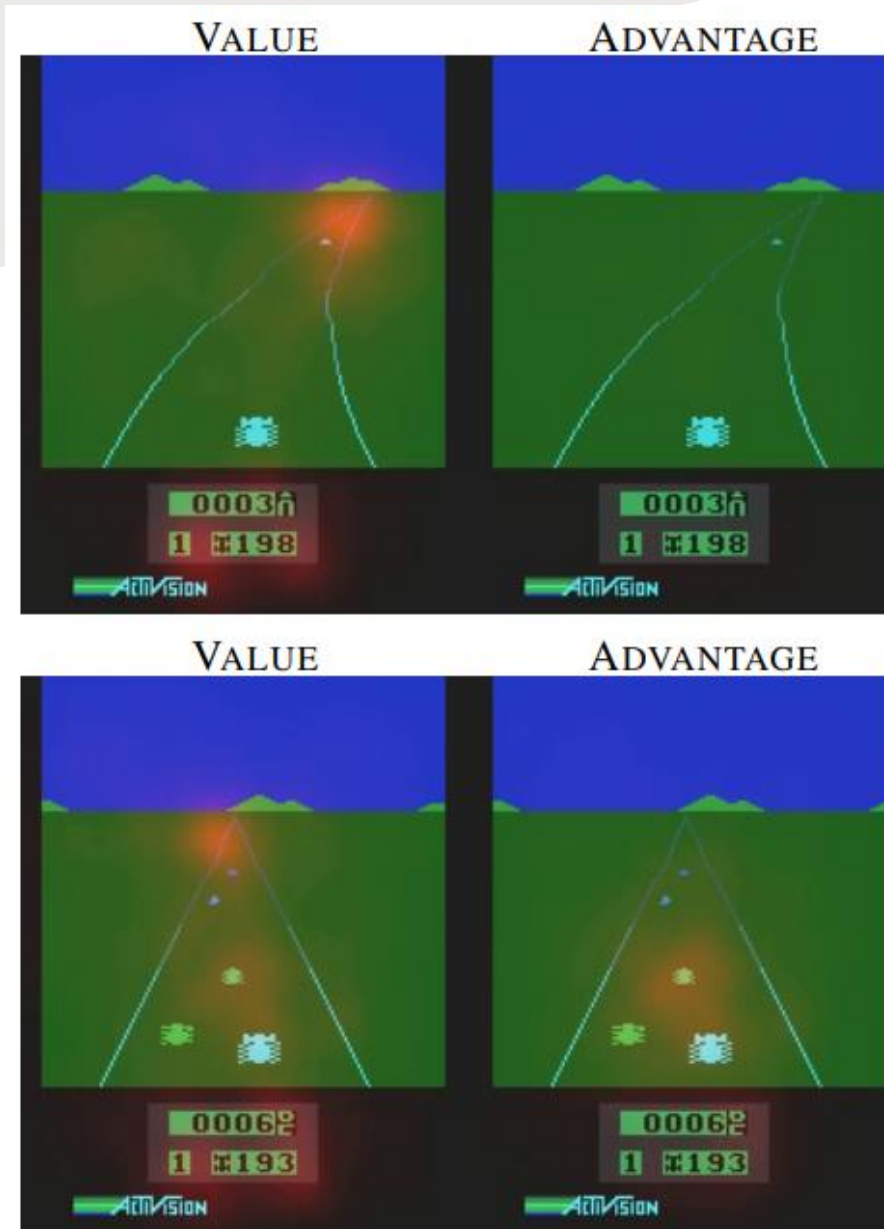 VALUE ADVANTAGE
0003 0003
1 198 1 198
ACTIVISION ACTIVISION
VALUE ADVANTAGE
0006 0006
1 193 1 193
ACTIVISION ACTIVISION